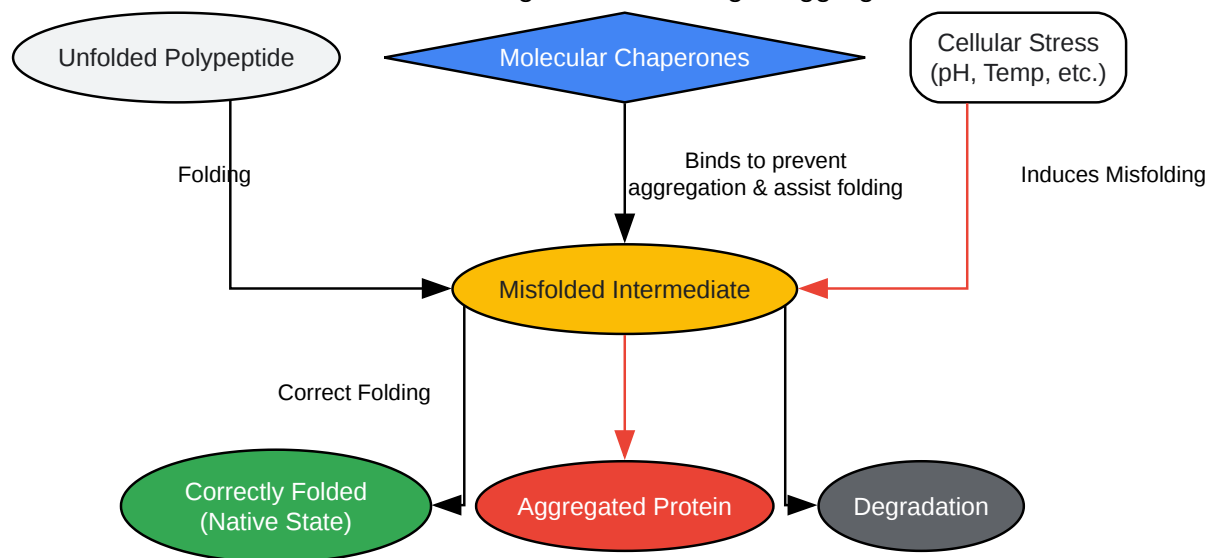 Unfolded Polypeptide
Molecular Chaperones
Cellular Stress
(pH, Temp, etc.)
Folding
Binds to prevent
aggregation & assist folding
Induces Misfolding
Misfolded Intermediate
Correct Folding
Correctly Folded
(Native State)
Aggregated Protein
Degradation